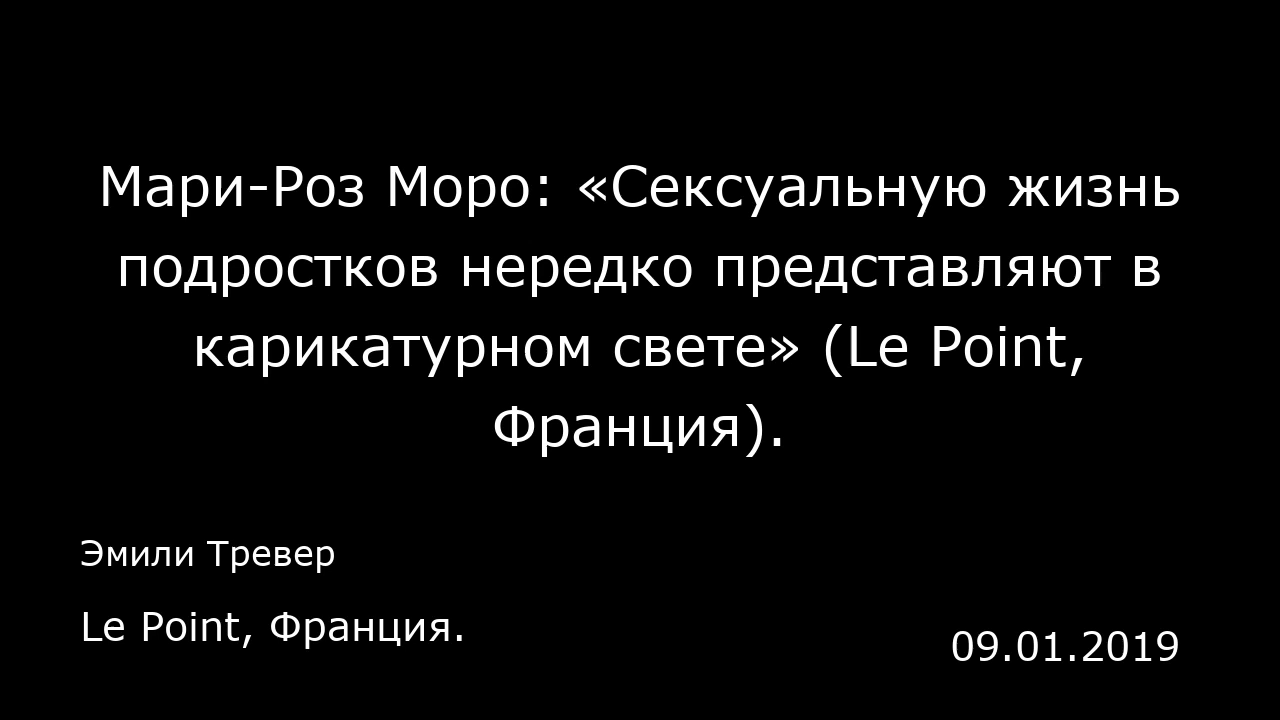 Мари-Роз Моро: «Сексуальную жизнь
подростков нередко представляют в
карикатурном свете» (Le Point,
Франция).
Эмили Тревер
Le Point, Франция.
09.01.2019